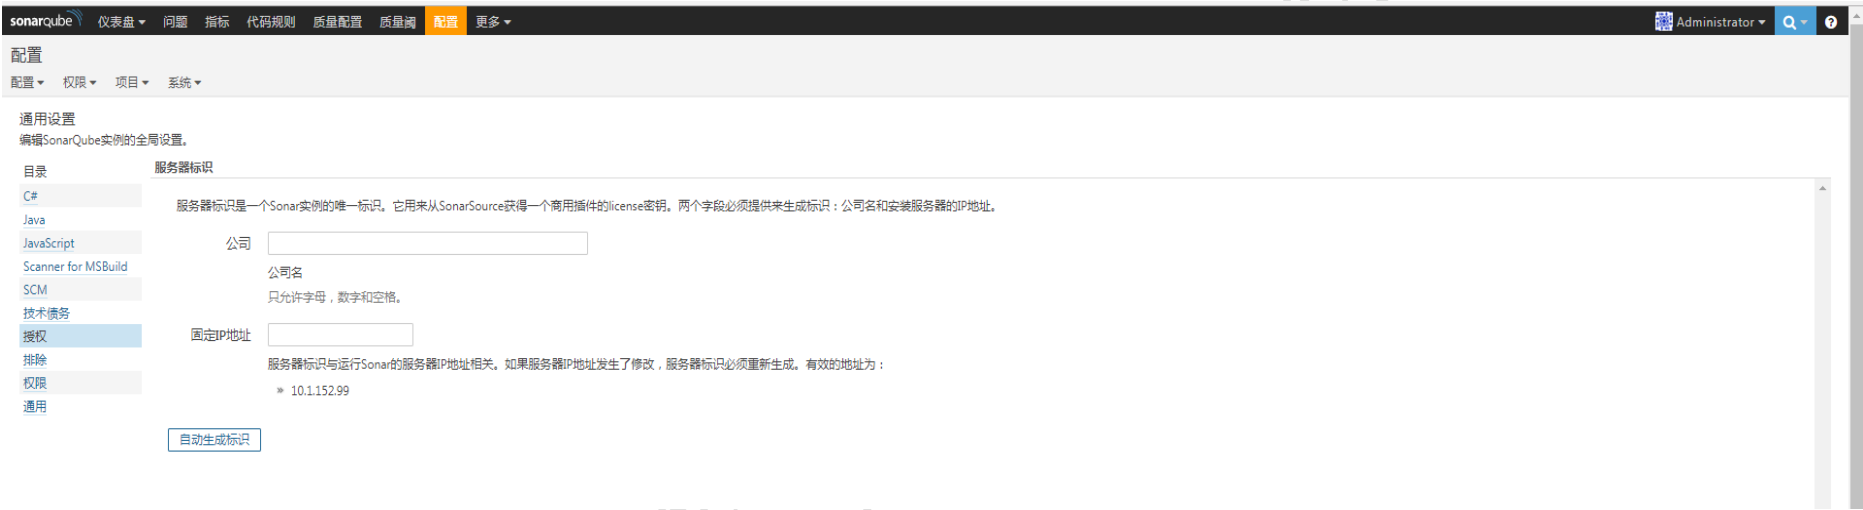 sonarqube 仪表盘 问题 指标 代码规则 质量配置 质量阈 配置 更多 Administrator
配置
配置 权限 项目 系统
通用设置
编辑SonarQube实例的全局设置。
目录
C#
Java
JavaScript
Scanner for MSBuild
SCM
技术债务
授权
排除
权限
通用
服务器标识
服务器标识是一个Sonar实例的唯一标识。它用来从SonarSource获得一个商用插件的license密钥。两个字段必须提供来生成标识：公司名和安装服务器的IP地址。
公司
公司名
只允许字母，数字和空格。
固定IP地址
服务器标识与运行Sonar的服务器IP地址相关。如果服务器IP地址发生了修改，服务器标识必须重新生成。有效的地址为：
» 10.1.152.99
自动生成标识